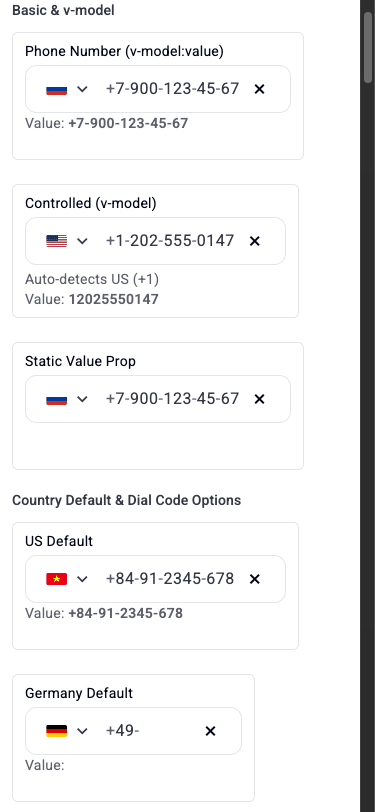 Basic & v-model
Phone Number (v-model:value)
+7-900-123-45-67
Value: +7-900-123-45-67
Controlled (v-model)
+1-202-555-0147
Auto-detects US (+1)
Value: 12025550147
Static Value Prop
+7-900-123-45-67
Country Default & Dial Code Options
US Default
+84-91-2345-678
Value: +84-91-2345-678
Germany Default
+49-
Value: